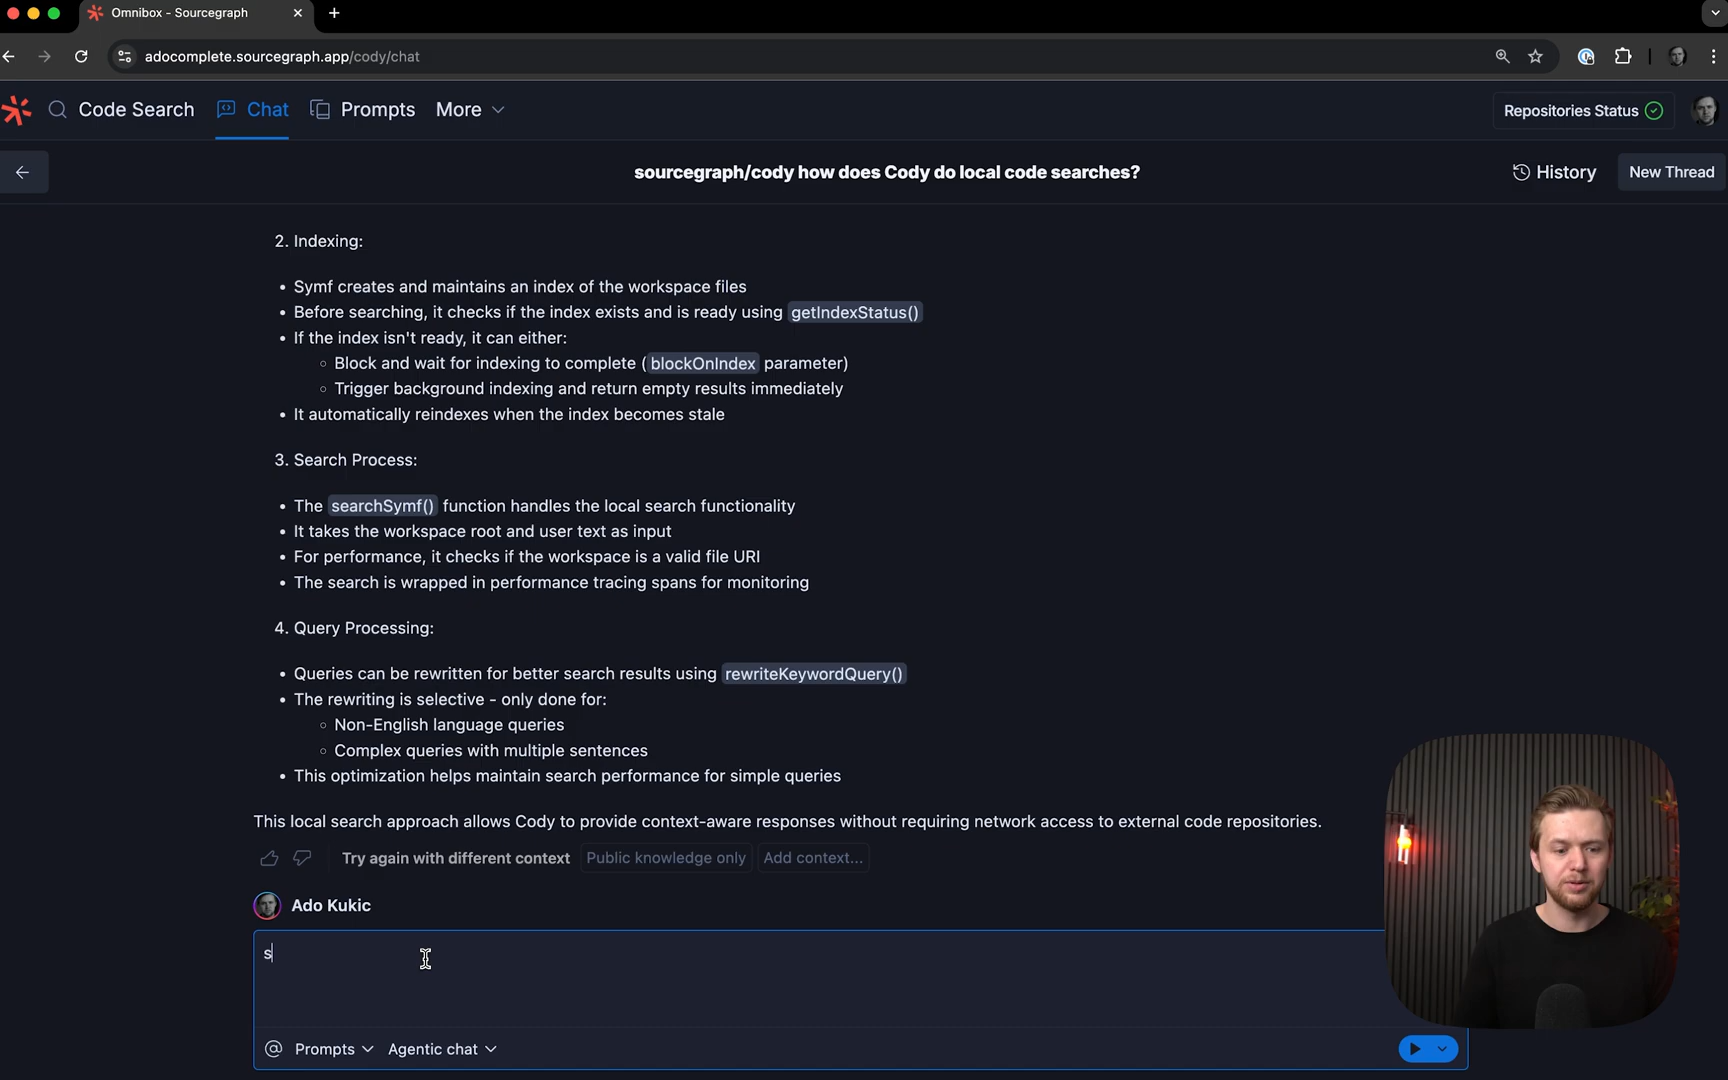 Omnibox - Sourcegraph
adocomplete.sourcegraph.app/cody/chat
Code Search Chat Prompts More
Repositories Status
sourcegraph/cody how does Cody do local code searches?
History New Thread
2. Indexing:
• Symf creates and maintains an index of the workspace files
• Before searching, it checks if the index exists and is ready using getIndexStatus()
• If the index isn't ready, it can either:
◦ Block and wait for indexing to complete ( blockOnIndex parameter)
◦ Trigger background indexing and return empty results immediately
• It automatically reindexes when the index becomes stale
3. Search Process:
• The searchSymf() function handles the local search functionality
• It takes the workspace root and user text as input
• For performance, it checks if the workspace is a valid file URI
• The search is wrapped in performance tracing spans for monitoring
4. Query Processing:
• Queries can be rewritten for better search results using rewriteKeywordQuery()
• The rewriting is selective - only done for:
◦ Non-English language queries
◦ Complex queries with multiple sentences
• This optimization helps maintain search performance for simple queries
This local search approach allows Cody to provide context-aware responses without requiring network access to external code repositories.
Try again with different context Public knowledge only Add context...
Ado Kukic
s
@ Prompts Agentic chat